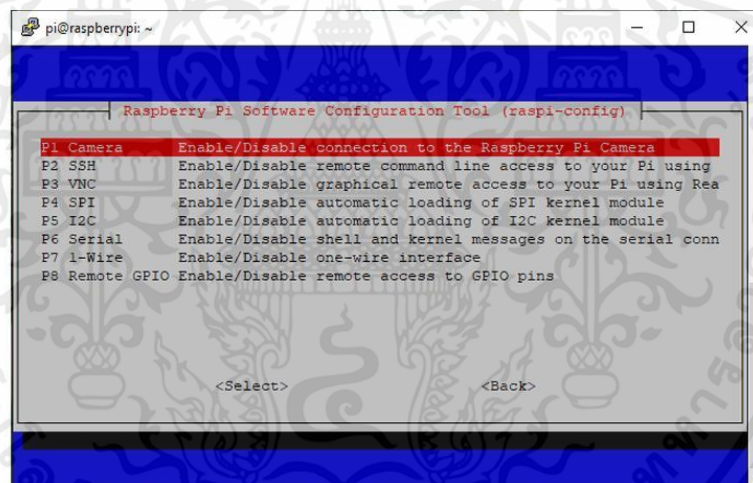 pi@raspberrypi: ~
Raspberry Pi Software Configuration Tool (raspi-config)
P1 Camera Enable/Disable connection to the Raspberry Pi Camera
P2 SSH Enable/Disable remote command line access to your Pi using
P3 VNC Enable/Disable graphical remote access to your Pi using Rea
P4 SPI Enable/Disable automatic loading of SPI kernel module
P5 I2C Enable/Disable automatic loading of I2C kernel module
P6 Serial Enable/Disable shell and kernel messages on the serial conn
P7 1-Wire Enable/Disable one-wire interface
P8 Remote GPIO Enable/Disable remote access to GPIO pins
<Select> <Back>